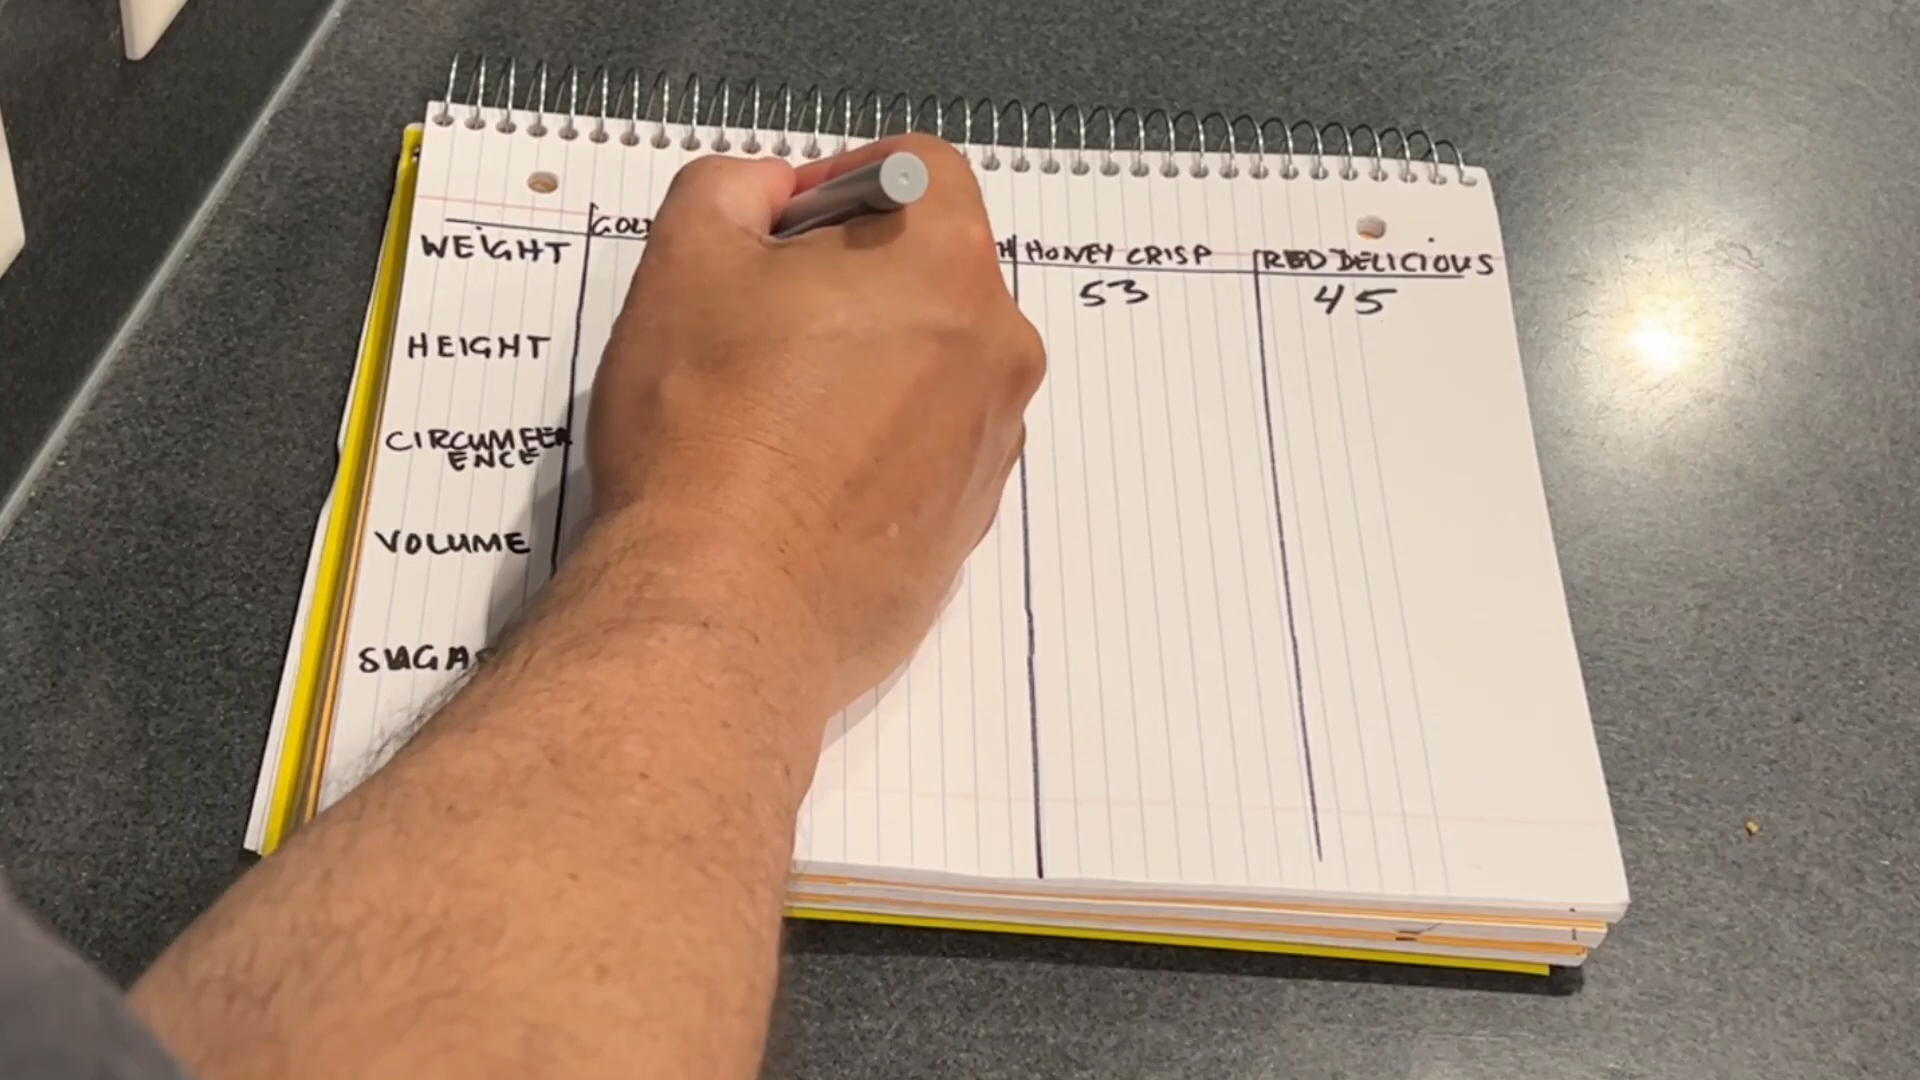 HONEY CRISP RED DELICIOUS
WEIGHT 53 45
HEIGHT
CIRCUMFER
ENCE
VOLUME